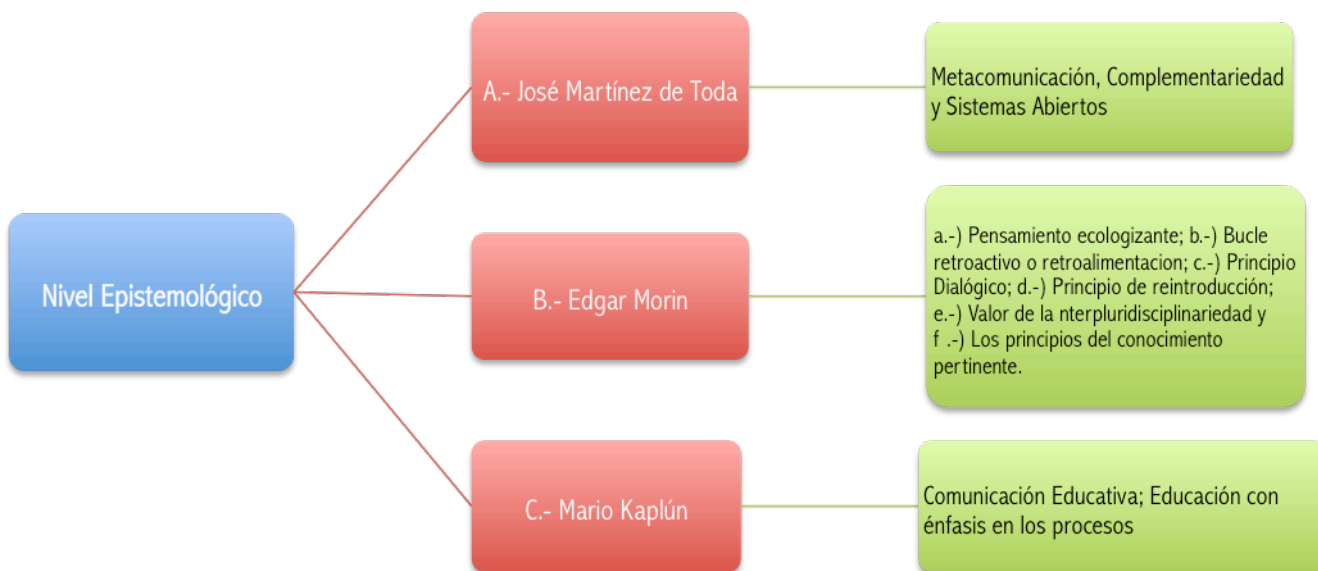 Nivel Epistemológico
A.- José Martínez de Toda
Metacomunicación, Complementariedad
y Sistemas Abiertos
B.- Edgar Morin
a.-) Pensamiento ecologizante; b.-) Bucle
retroactivo o retroalimentacion; c.-) Principio
Dialógico; d.-) Principio de reintroducción;
e.-) Valor de la nterpluridisciplinariedad y
f .-) Los principios del conocimiento
pertinente.
C.- Mario Kaplún
Comunicación Educativa; Educación con
énfasis en los procesos